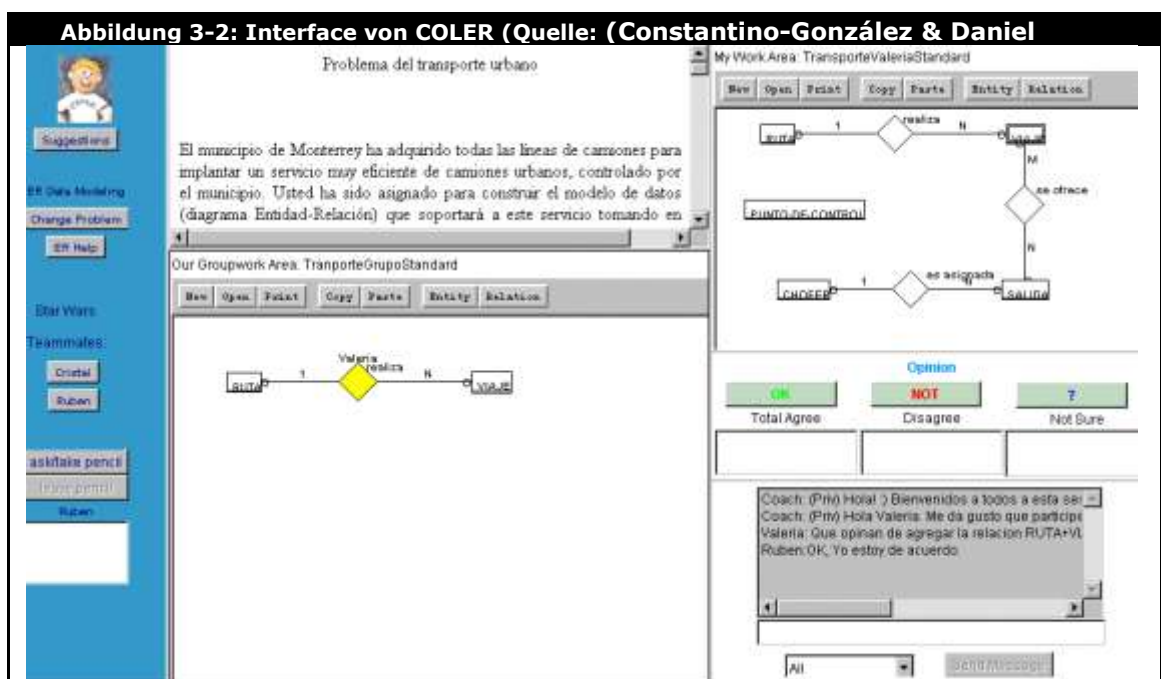 Abbildung 3-2: Interface von COLER (Quelle: (Constantino-González & Daniel
Suggestions
ER Data Modeling
Change Problem
ER Help
Star Wars
Teammates:
Cristal
Ruben
ask/take pencil
leave pencil
Ruben
Problema del transporte urbano
El municipio de Monterrey ha adquirido todas las líneas de camiones para
implantar un servicio muy eficiente de camiones urbanos, controlado por
el municipio. Usted ha sido asignado para construir el modelo de datos
(diagrama Entidad-Relación) que soportará a este servicio tomando en
Our Groupwork Area: TranporteGrupoStandard
New Open Print Copy Paste Entity Relation
Valeria
realiza
RUTA 1 N VIAJE
My Work Area: TransporteValeriaStandard
New Open Print Copy Paste Entity Relation
realiza
RUTA 1 N VIAJE
M
se ofrece
PUNTO-DE-CONTROL
N
es asignada
CHOFER 1 N SALIDA
Opinion
OK NOT ?
Total Agree Disagree Not Sure
Coach: (Priv) Hola! :) Bienvenidos a todos a esta ses
Coach: (Priv) Hola Valeria. Me da gusto que participe
Valeria: Que opinan de agregar la relacion RUTA+VI
Ruben:OK, Yo estoy de acuerdo
All
Send Message